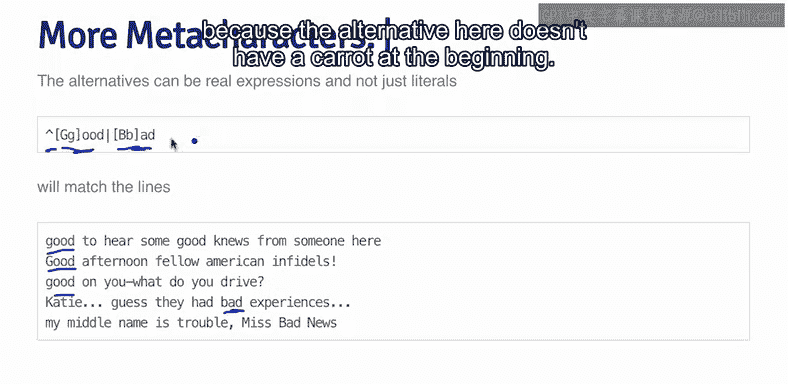 More Metacharacters: |
because the alternative here doesn't
have a carrot at the beginning.
The alternatives can be real expressions and not just literals
^[Gg]ood|[Bb]ad
will match the lines
good to hear some good knews from someone here
Good afternoon fellow american infidels!
good on you—what do you drive?
Katie... guess they had bad experiences...
my middle name is trouble, Miss Bad News